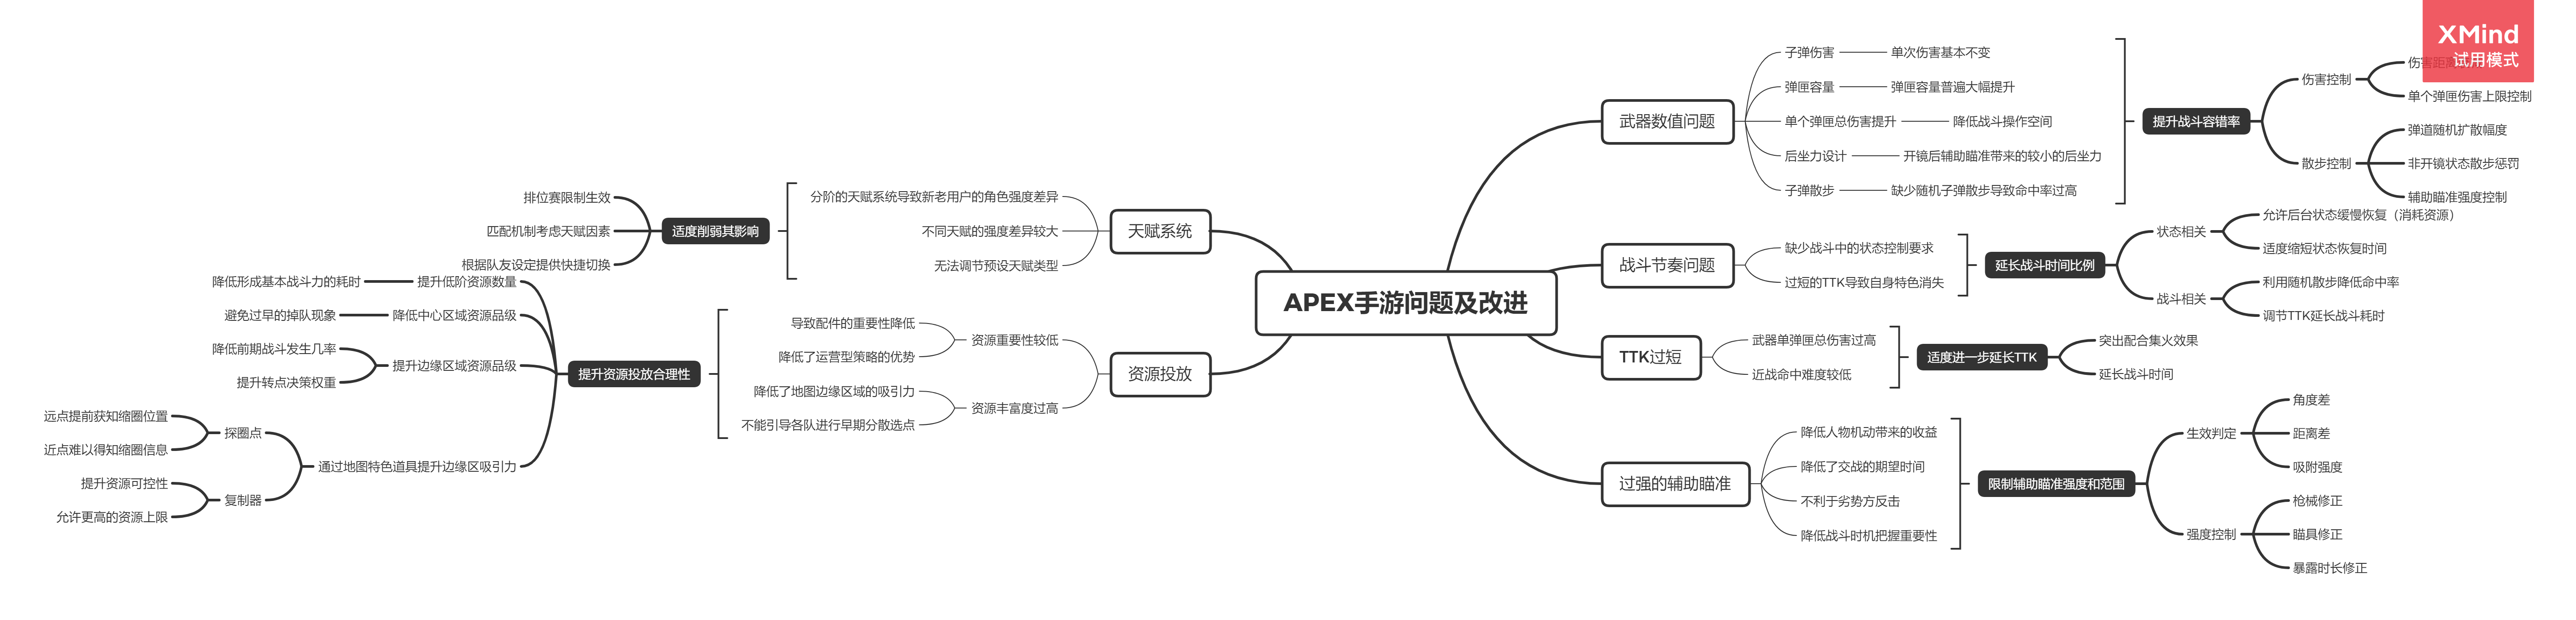 APEX手游问题及改进
武器数值问题
子弹伤害
单次伤害基本不变
弹匣容量
弹匣容量普遍大幅提升
单个弹匣总伤害提升
降低战斗操作空间
后坐力设计
开镜后辅助瞄准带来的较小的后坐力
子弹散步
缺少随机子弹散步导致命中率过高
提升战斗容错率
伤害控制
单个弹匣伤害上限控制
散步控制
弹道随机扩散幅度
非开镜状态散步惩罚
辅助瞄准强度控制
战斗节奏问题
缺少战斗中的状态控制要求
过短的TTK导致自身特色消失
延长战斗时间比例
状态相关
允许后台状态缓慢恢复（消耗资源）
适度缩短状态恢复时间
战斗相关
利用随机散步降低命中率
调节TTK延长战斗耗时
TTK过短
武器单弹匣总伤害过高
近战命中难度较低
适度进一步延长TTK
突出配合集火效果
延长战斗时间
过强的辅助瞄准
降低人物机动带来的收益
降低了交战的期望时间
不利于劣势方反击
降低战斗时机把握重要性
限制辅助瞄准强度和范围
生效判定
角度差
距离差
吸附强度
强度控制
枪械修正
瞄具修正
暴露时长修正
天赋系统
分阶的天赋系统导致新老用户的角色强度差异
不同天赋的强度差异较大
无法调节预设天赋类型
适度削弱其影响
排位赛限制生效
匹配机制考虑天赋因素
根据队友设定提供快捷切换
资源投放
资源重要性较低
导致配件的重要性降低
降低了运营型策略的优势
资源丰富度过高
降低了地图边缘区域的吸引力
不能引导各队进行早期分散选点
提升资源投放合理性
提升低阶资源数量
降低形成基本战斗力的耗时
降低中心区域资源品级
避免过早的掉队现象
提升边缘区域资源品级
降低前期战斗发生几率
提升转点决策权重
通过地图特色道具提升边缘区吸引力
探圈点
远点提前获知缩圈位置
近点难以得知缩圈信息
复制器
提升资源可控性
允许更高的资源上限
XMind
试用模式